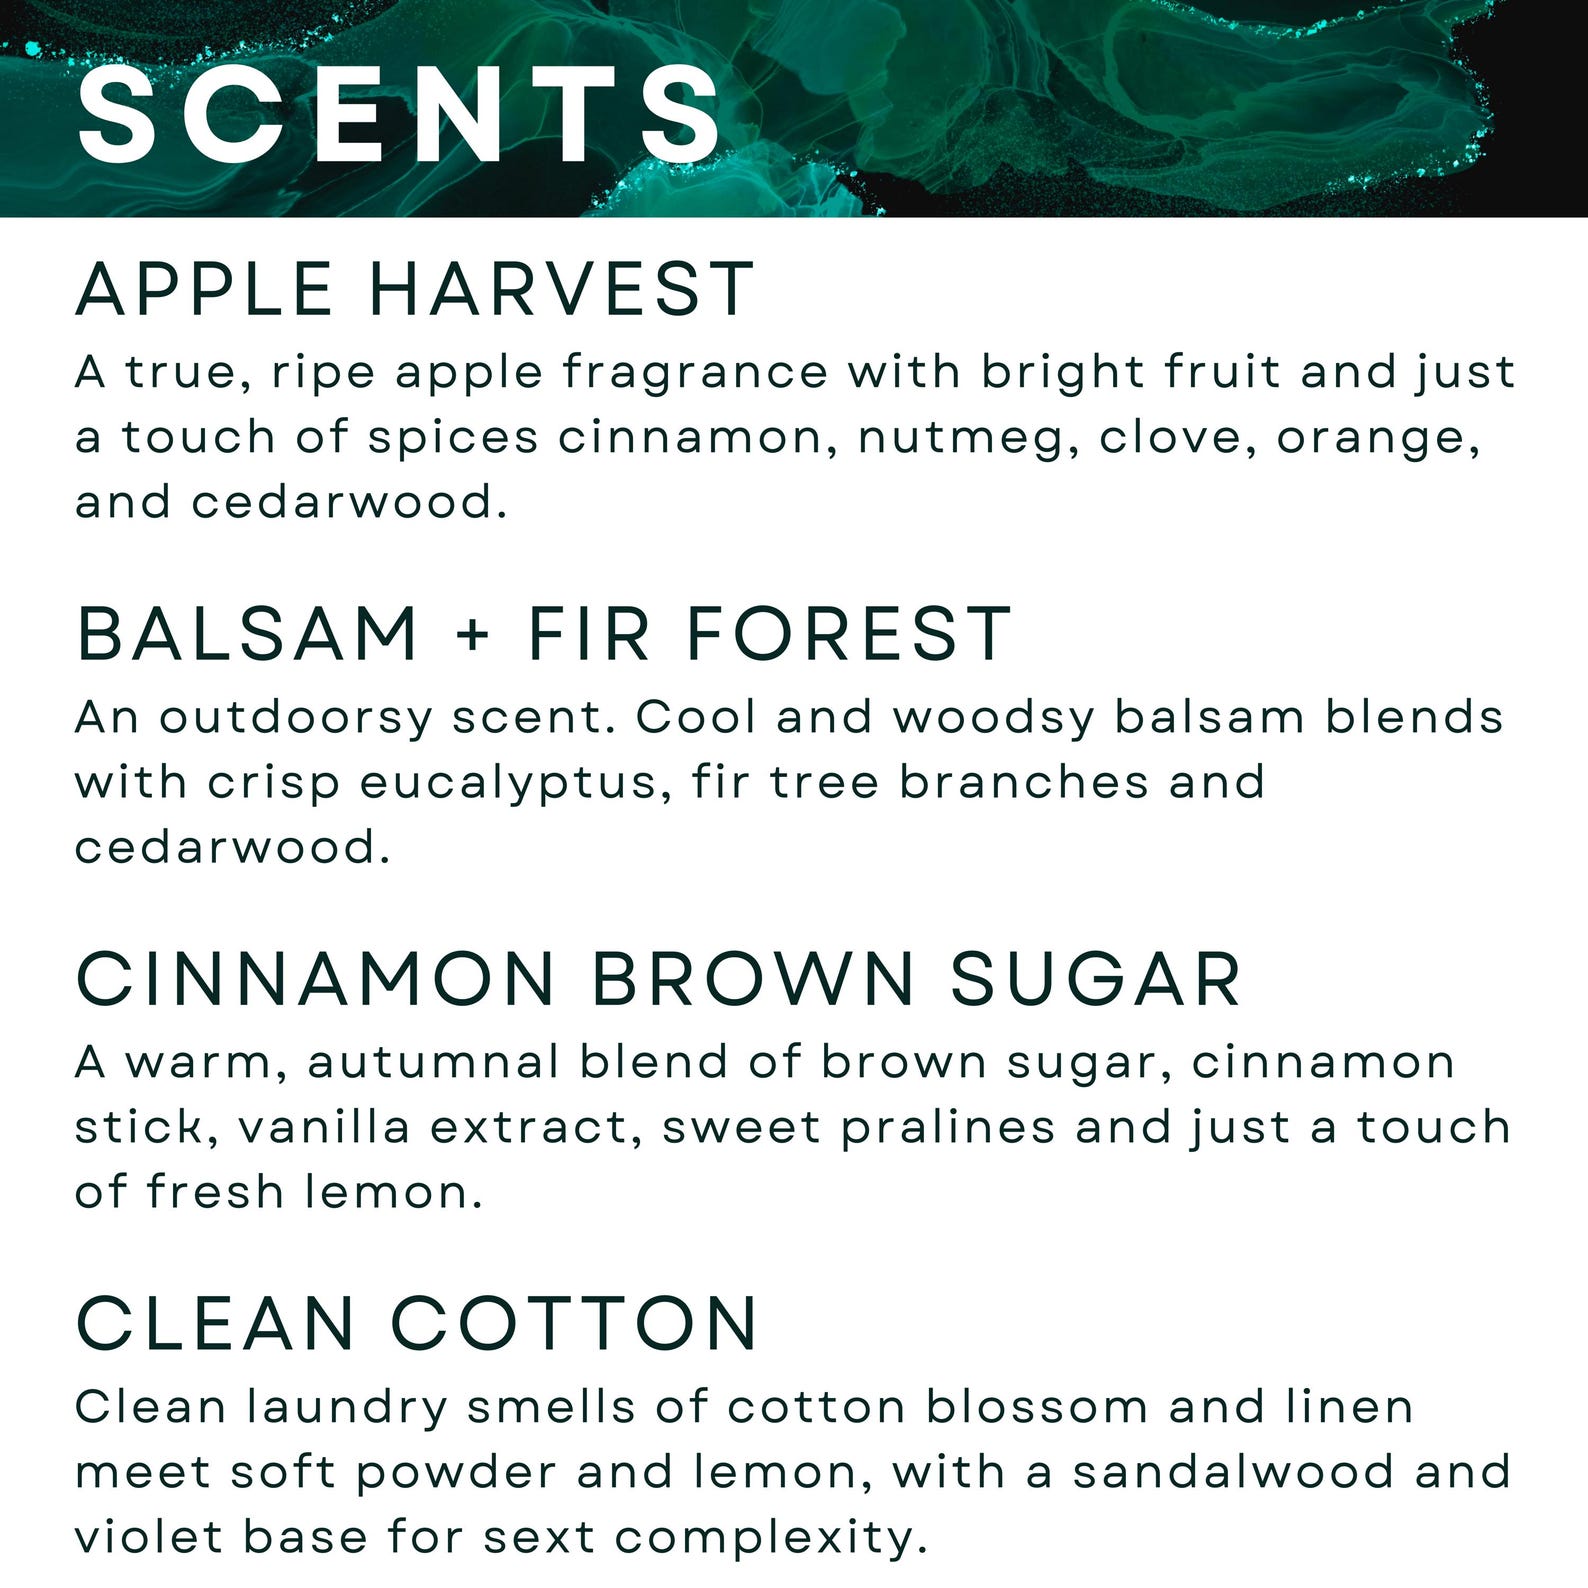 SCENTS
APPLE HARVEST
A true, ripe apple fragrance with bright fruit and just
a touch of spices cinnamon, nutmeg, clove, orange,
and cedarwood.
BALSAM + FIR FOREST
An outdoorsy scent. Cool and woodsy balsam blends
with crisp eucalyptus, fir tree branches and
cedarwood.
CINNAMON BROWN SUGAR
A warm, autumnal blend of brown sugar, cinnamon
stick, vanilla extract, sweet pralines and just a touch
of fresh lemon.
CLEAN COTTON
Clean laundry smells of cotton blossom and linen
meet soft powder and lemon, with a sandalwood and
violet base for sext complexity.